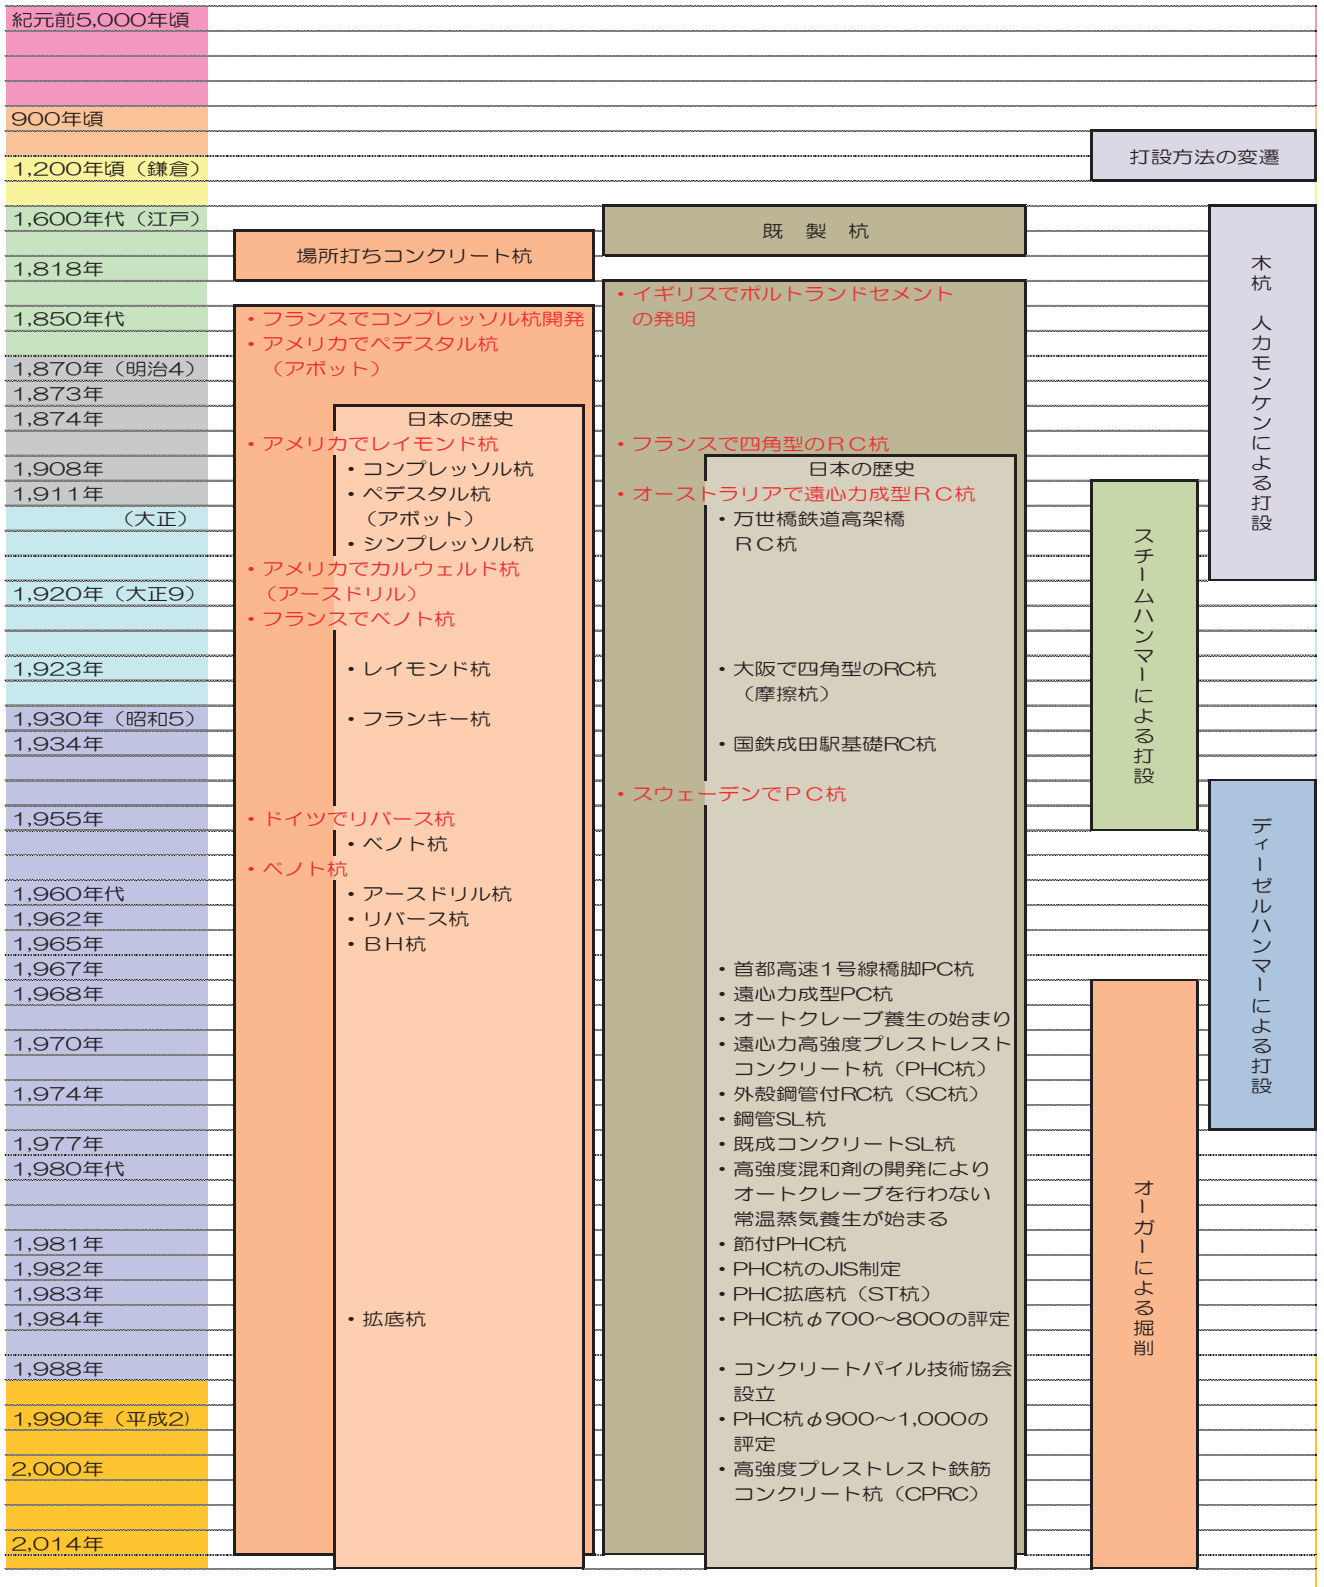 紀元前5,000年頃
900年頃
1,200年頃（鎌倉）
1,600年代（江戸）
1,818年
1,850年代
1,870年（明治4）
1,873年
1,874年
1,908年
1,911年
（大正）
1,920年（大正9）
1,923年
1,930年（昭和5）
1,934年
1,955年
1,960年代
1,962年
1,965年
1,967年
1,968年
1,970年
1,974年
1,977年
1,980年代
1,981年
1,982年
1,983年
1,984年
1,988年
1,990年（平成2）
2,000年
2,014年
場所打ちコンクリート杭
・フランスでコンプレッソル杭開発
・アメリカでペデスタル杭
（アボット）
日本の歴史
・アメリカでレイモンド杭
・コンプレッソル杭
・ペデスタル杭
（アボット）
・シンプレッソル杭
・アメリカでカルウェルド杭
（アースドリル）
・フランスでベノト杭
・レイモンド杭
・フランキー杭
・ドイツでリバース杭
・ベノト杭
・ベノト杭
・アースドリル杭
・リバース杭
・BH杭
・拡底杭
既製杭
・イギリスでポルトランドセメント
の発明
・フランスで四角型のRC杭
日本の歴史
・オーストラリアで遠心力成型RC杭
・万世橋鉄道高架橋
RC杭
・大阪で四角型のRC杭
（摩擦杭）
・国鉄成田駅基礎RC杭
・スウェーデンでPC杭
・首都高速1号線橋脚PC杭
・遠心力成型PC杭
・オートクレーブ養生の始まり
・遠心力高強度プレストレスト
コンクリート杭（PHC杭）
・外殻鋼管付RC杭（SC杭）
・鋼管SL杭
・既成コンクリートSL杭
・高強度混和剤の開発により
オートクレーブを行わない
常温蒸気養生が始まる
・節付PHC杭
・PHC杭のJIS制定
・PHC拡底杭（ST杭）
・PHC杭φ700～800の評定
・コンクリートパイル技術協会
設立
・PHC杭φ900～1,000の
評定
・高強度プレストレスト鉄筋
コンクリート杭（CPRC）
打設方法の変遷
木杭　人力モンケンによる打設
スチームハンマーによる打設
ディーゼルハンマーによる打設
オーガーによる掘削